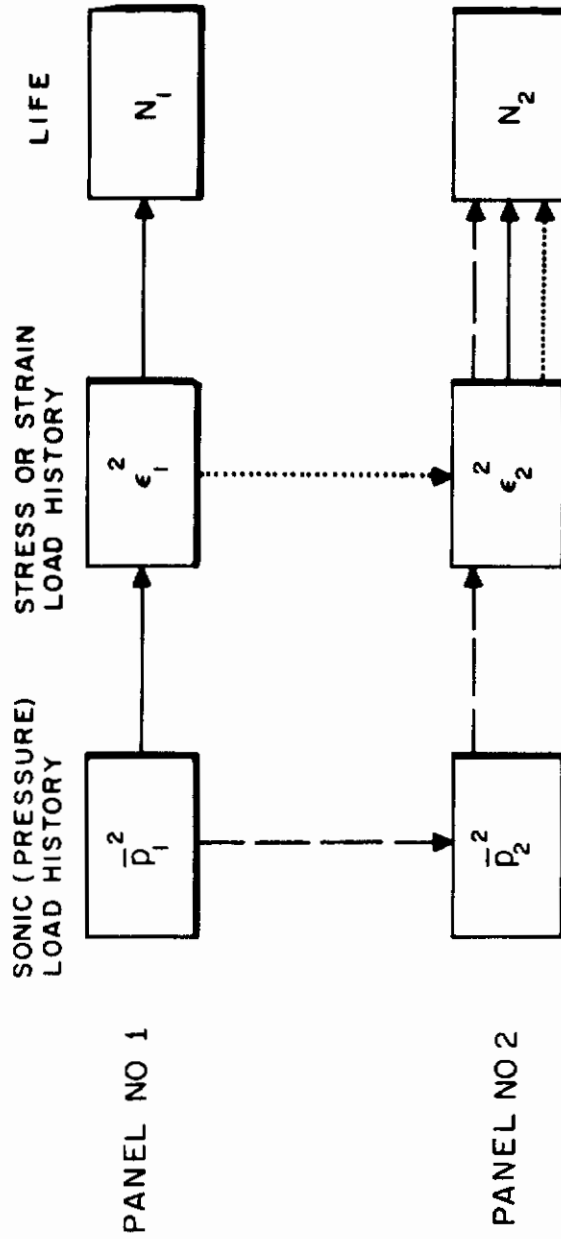 SONIC (PRESSURE)
LOAD HISTORY
STRESS OR STRAIN
LOAD HISTORY
LIFE
PANEL NO 1
p̄₁²
ϵ₁²
N₁
PANEL NO 2
p̄₂²
ϵ₂²
N₂